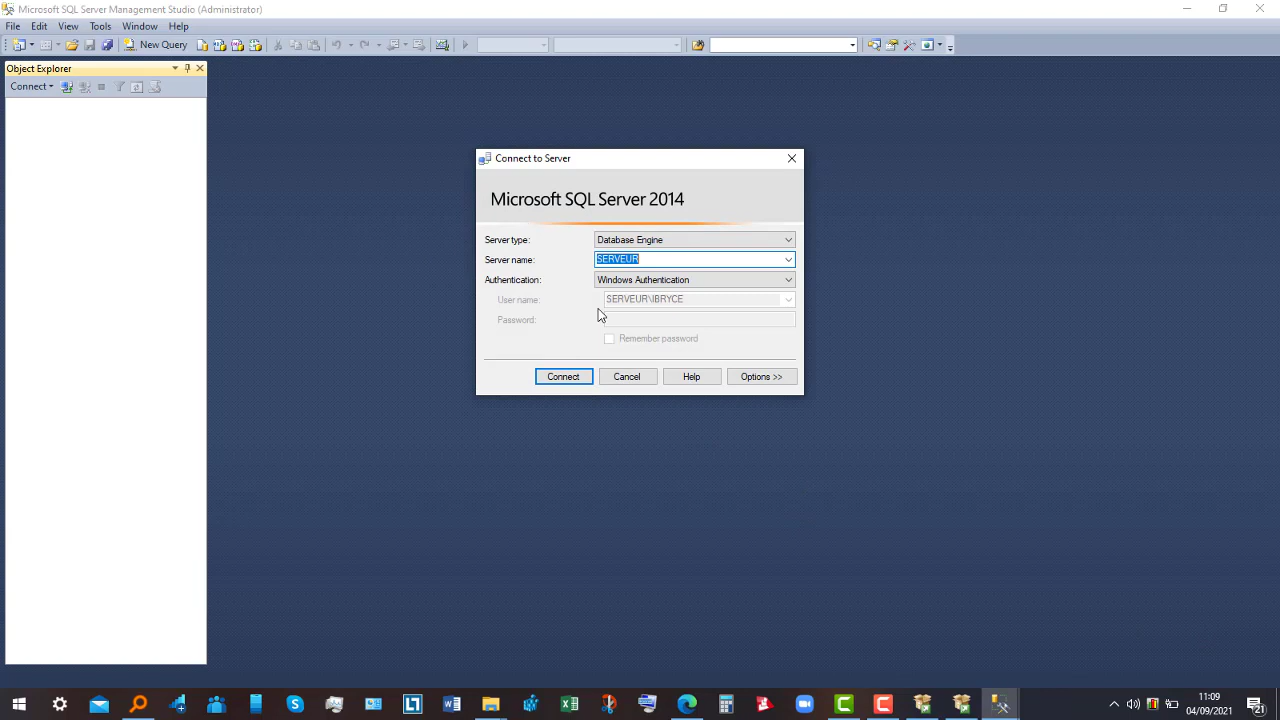 Microsoft SQL Server Management Studio (Administrator)
File Edit View Tools Window Help
New Query
Object Explorer
Connect
Connect to Server
Microsoft SQL Server 2014
Server type: Database Engine
Server name: SERVEUR
Authentication: Windows Authentication
User name: SERVEUR\IBRYCE
Password:
Remember password
Connect Cancel Help Options >>
11:09
04/09/2021
21